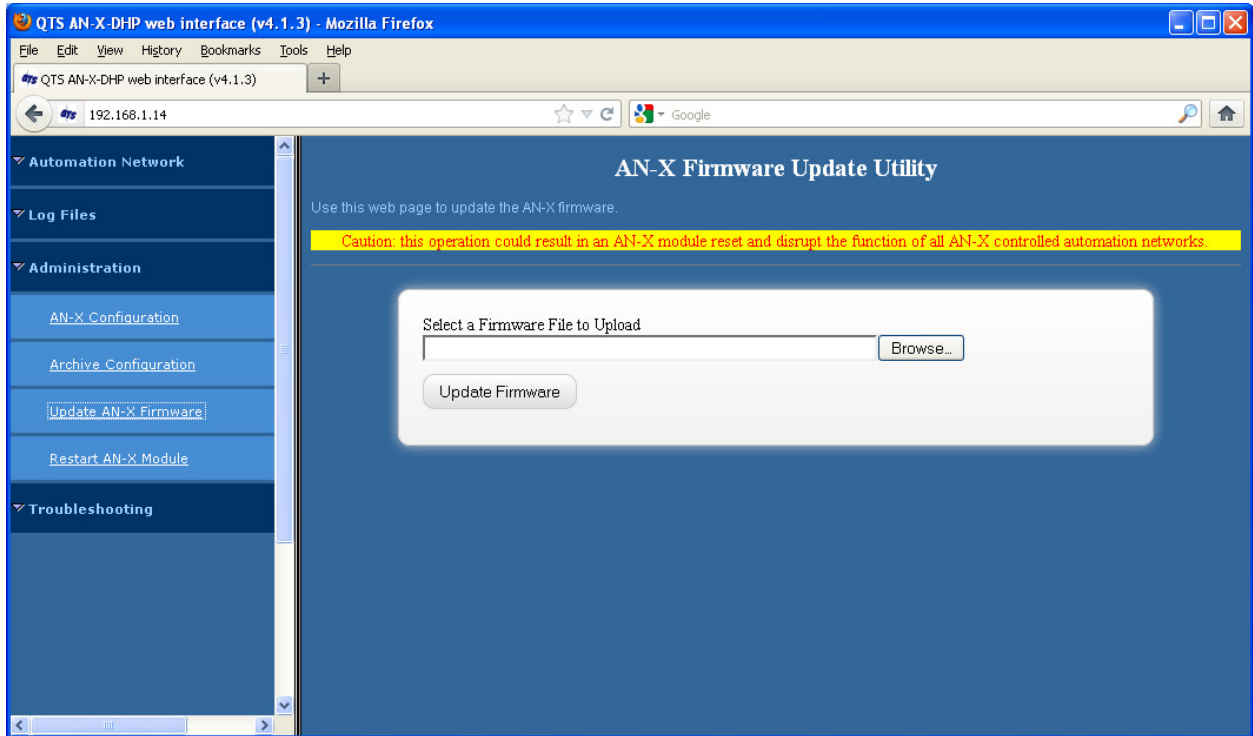 QTS AN-X-DHP web interface (v4.1.3) - Mozilla Firefox
File Edit View History Bookmarks Tools Help
QTS AN-X-DHP web interface (v4.1.3) +
QTS 192.168.1.14 Google
Automation Network
Log Files
Administration
AN-X Configuration
Archive Configuration
Update AN-X Firmware
Restart AN-X Module
Troubleshooting
AN-X Firmware Update Utility
Use this web page to update the AN-X firmware.
Caution: this operation could result in an AN-X module reset and disrupt the function of all AN-X controlled automation networks.
Select a Firmware File to Upload
Browse...
Update Firmware